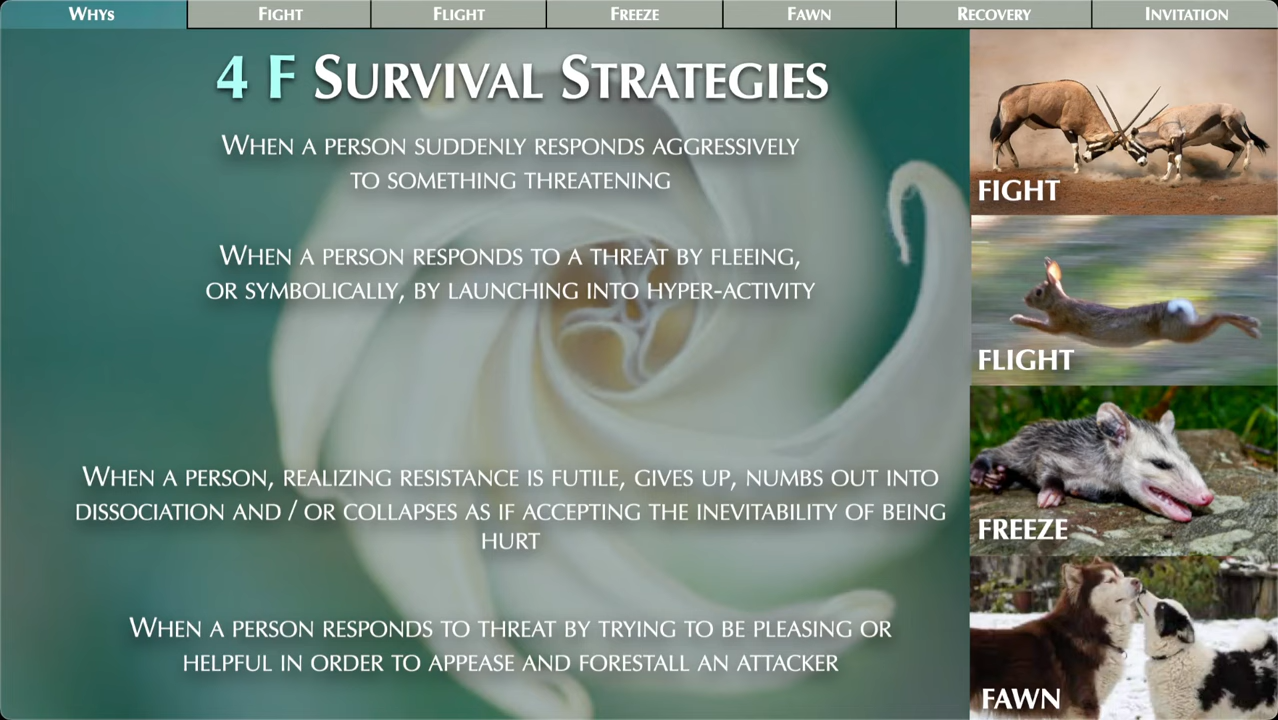 Whys
Fight
Flight
Freeze
Fawn
Recovery
Invitation
4 F Survival Strategies
When a person suddenly responds aggressively
to something threatening
When a person responds to a threat by fleeing,
or symbolically, by launching into hyper-activity
When a person, realizing resistance is futile, gives up, numbs out into
dissociation and / or collapses as if accepting the inevitability of being
hurt
When a person responds to threat by trying to be pleasing or
helpful in order to appease and forestall an attacker
FIGHT
FLIGHT
FREEZE
FAWN